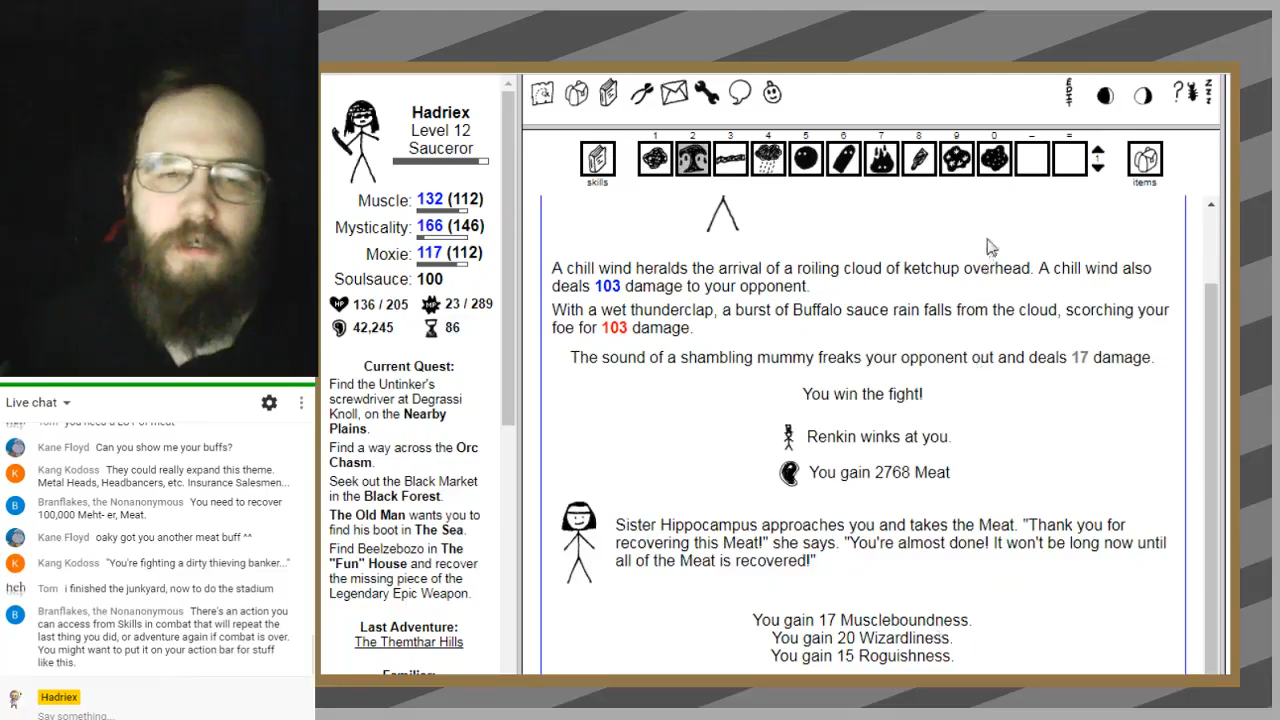 Hadriex
Level 12
Sauceror
Muscle: 132 (112)
Mysticality: 166 (146)
Moxie: 117 (112)
Soulsauce: 100
HP 136 / 205 MP 23 / 289
42,245 86
Current Quest:
Find the Untinker's
screwdriver at Degrassi
Knoll, on the Nearby
Plains.
Find a way across the Orc
Chasm.
Seek out the Black Market
in the Black Forest.
The Old Man wants you to
find his boot in The Sea.
Find Beelzebozo in The
"Fun" House and recover
the missing piece of the
Legendary Epic Weapon.
Last Adventure:
The Themthar Hills
1 2 3 4 5 6 7 8 9 0 - =
skills
1
items
A chill wind heralds the arrival of a roiling cloud of ketchup overhead. A chill wind also
deals 103 damage to your opponent.
With a wet thunderclap, a burst of Buffalo sauce rain falls from the cloud, scorching your
foe for 103 damage.
The sound of a shambling mummy freaks your opponent out and deals 17 damage.
You win the fight!
Renkin winks at you.
You gain 2768 Meat
Sister Hippocampus approaches you and takes the Meat. "Thank you for
recovering this Meat!" she says. "You're almost done! It won't be long now until
all of the Meat is recovered!"
You gain 17 Muscleboundness.
You gain 20 Wizardliness.
You gain 15 Roguishness.
Live chat
Kane Floyd Can you show me your buffs?
Kang Kodoss They could really expand this theme.
Metal Heads, Headbancers, etc. Insurance Salesmen...
Branflakes, the Nonanonymous You need to recover
100,000 Meht- er, Meat.
Kane Floyd oaky got you another meat buff ^^
Kang Kodoss "You're fighting a dirty thieving banker..."
heh Tom i finished the junkyard, now to do the stadium
Branflakes, the Nonanonymous There's an action you
can access from Skills in combat that will repeat the
last thing you did, or adventure again if combat is over.
You might want to put it on your action bar for stuff
like this.
Hadriex
Say something...